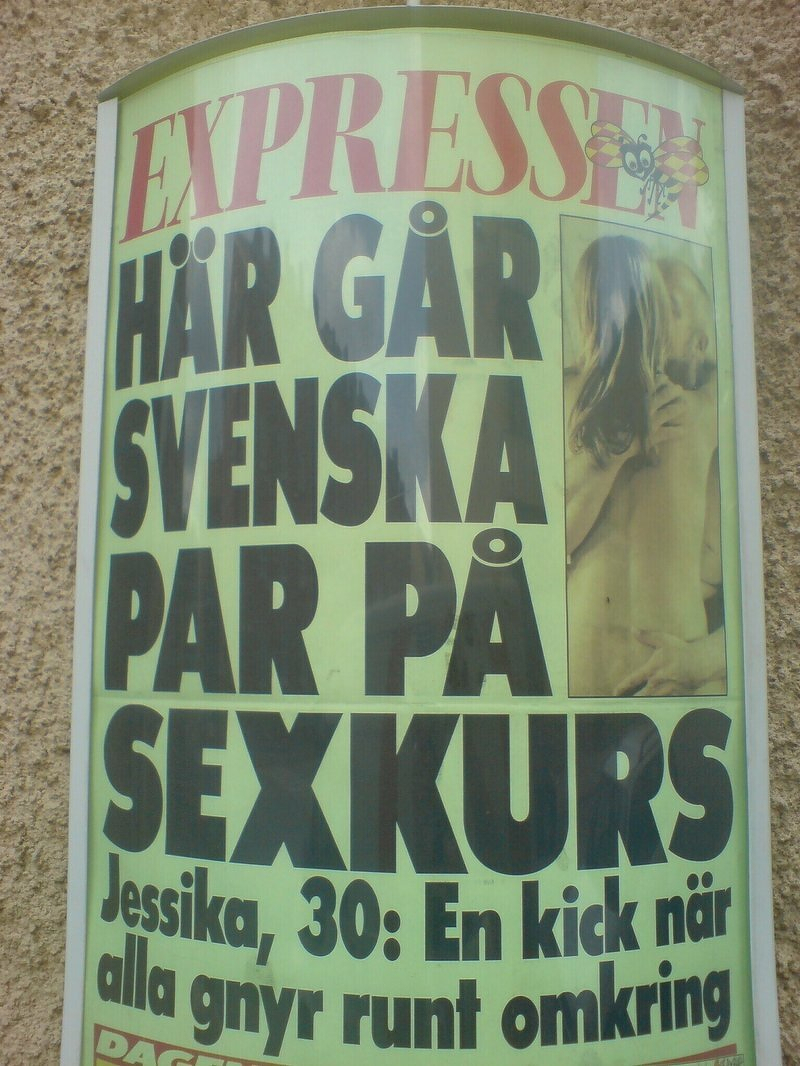 EXPRESSEN
HÄR GÅR
SVENSKA
PAR PÅ
SEXKURS
Jessika, 30: En kick när
alla gnyr runt omkring